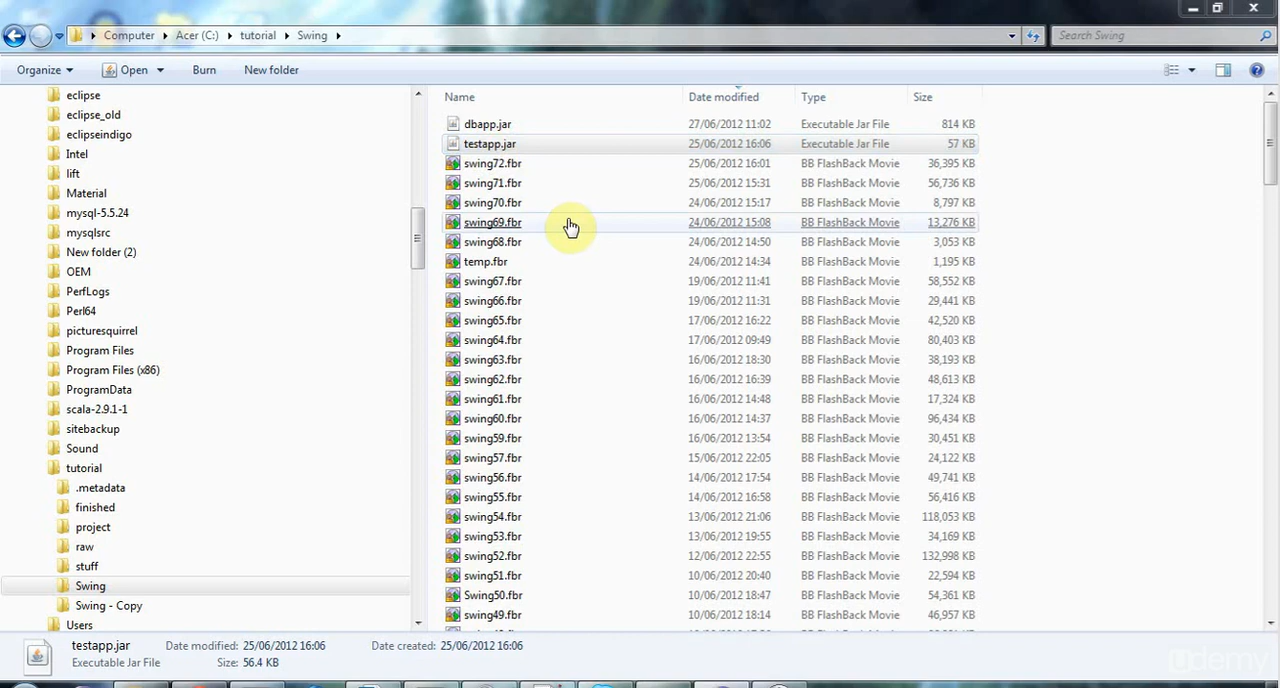 Computer Acer (C:) tutorial Swing Search Swing
Organize Open Burn New folder
Name Date modified Type Size
eclipse
eclipse_old
eclipseindigo
Intel
lift
Material
mysql-5.5.24
mysqlsrc
New folder (2)
OEM
PerfLogs
Perl64
picturesquirrel
Program Files
Program Files (x86)
ProgramData
scala-2.9.1-1
sitebackup
Sound
tutorial
.metadata
finished
project
raw
stuff
Swing
Swing - Copy
Users
dbapp.jar 27/06/2012 11:02 Executable Jar File 814 KB
testapp.jar 25/06/2012 16:06 Executable Jar File 57 KB
swing72.fbr 25/06/2012 16:01 BB FlashBack Movie 36,395 KB
swing71.fbr 25/06/2012 15:31 BB FlashBack Movie 56,736 KB
swing70.fbr 24/06/2012 15:17 BB FlashBack Movie 8,797 KB
swing69.fbr 24/06/2012 15:08 BB FlashBack Movie 13,276 KB
swing68.fbr 24/06/2012 14:50 BB FlashBack Movie 3,053 KB
temp.fbr 24/06/2012 14:34 BB FlashBack Movie 1,195 KB
swing67.fbr 19/06/2012 11:41 BB FlashBack Movie 58,552 KB
swing66.fbr 19/06/2012 11:31 BB FlashBack Movie 29,441 KB
swing65.fbr 17/06/2012 16:22 BB FlashBack Movie 42,520 KB
swing64.fbr 17/06/2012 09:49 BB FlashBack Movie 80,403 KB
swing63.fbr 16/06/2012 18:30 BB FlashBack Movie 38,193 KB
swing62.fbr 16/06/2012 16:39 BB FlashBack Movie 48,613 KB
swing61.fbr 16/06/2012 14:48 BB FlashBack Movie 17,324 KB
swing60.fbr 16/06/2012 14:37 BB FlashBack Movie 96,434 KB
swing59.fbr 16/06/2012 13:54 BB FlashBack Movie 30,451 KB
swing57.fbr 15/06/2012 22:05 BB FlashBack Movie 24,122 KB
swing56.fbr 14/06/2012 17:54 BB FlashBack Movie 49,741 KB
swing55.fbr 14/06/2012 16:58 BB FlashBack Movie 56,416 KB
swing54.fbr 13/06/2012 21:06 BB FlashBack Movie 118,053 KB
swing53.fbr 13/06/2012 19:55 BB FlashBack Movie 34,169 KB
swing52.fbr 12/06/2012 22:55 BB FlashBack Movie 132,998 KB
swing51.fbr 10/06/2012 20:40 BB FlashBack Movie 22,594 KB
Swing50.fbr 10/06/2012 18:47 BB FlashBack Movie 54,361 KB
swing49.fbr 10/06/2012 18:14 BB FlashBack Movie 46,957 KB
testapp.jar Date modified: 25/06/2012 16:06 Date created: 25/06/2012 16:06
Executable Jar File Size: 56.4 KB
udemy